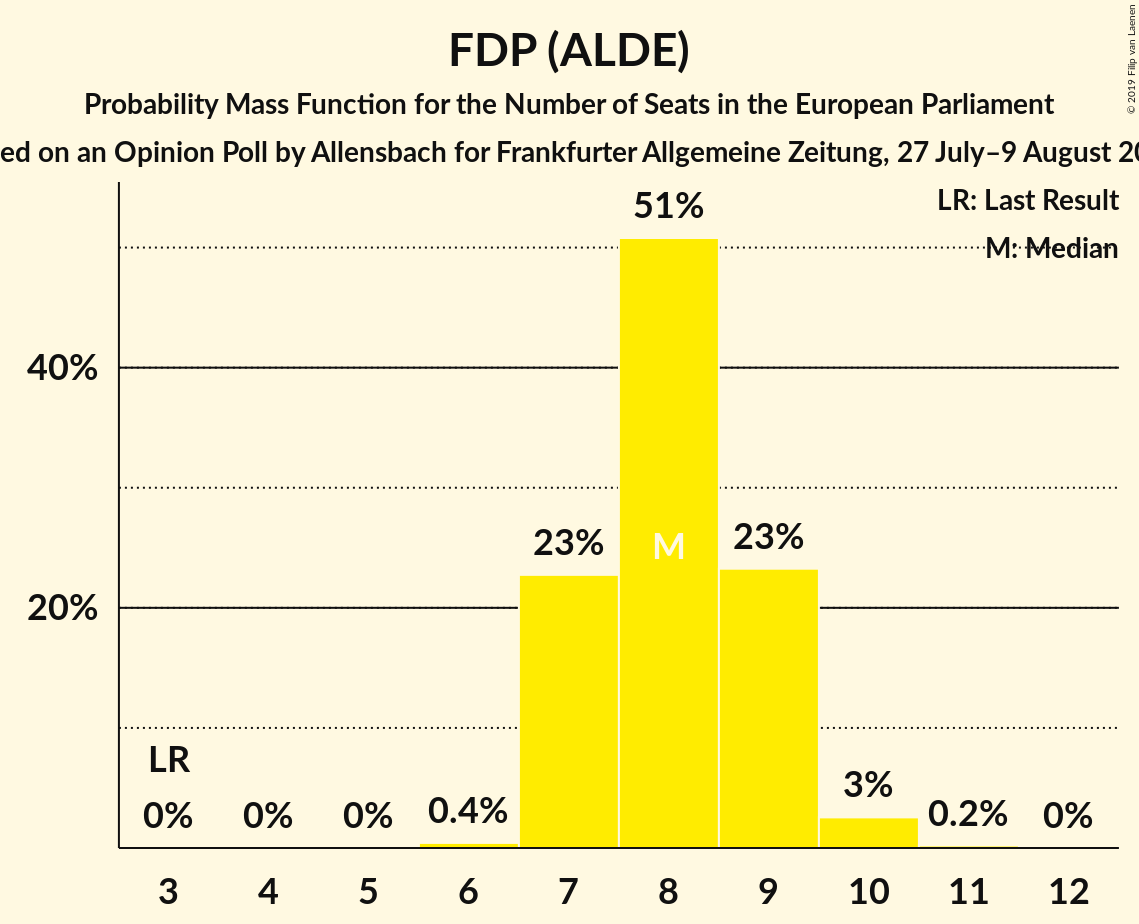 FDP (ALDE)
Probability Mass Function for the Number of Seats in the European Parliament
ed on an Opinion Poll by Allensbach for Frankfurter Allgemeine Zeitung, 27 July–9 August 20
© 2019 Filip van Laenen
LR: Last Result
M: Median
51%
40%
23%
M
23%
20%
LR
0%
0%
0%
0.4%
3%
0.2%
0%
3
4
5
6
7
8
9
10
11
12